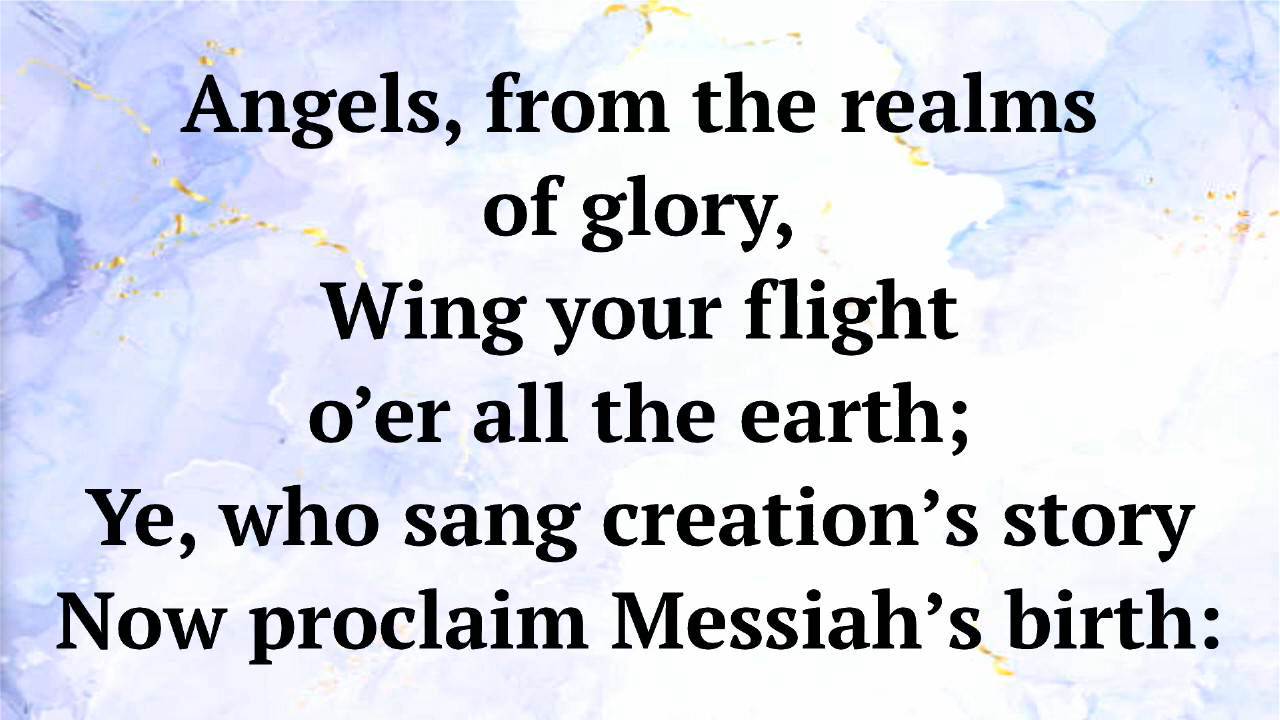 Angels, from the realms
of glory,
Wing your flight
o’er all the earth;
Ye, who sang creation’s story
Now proclaim Messiah’s birth: